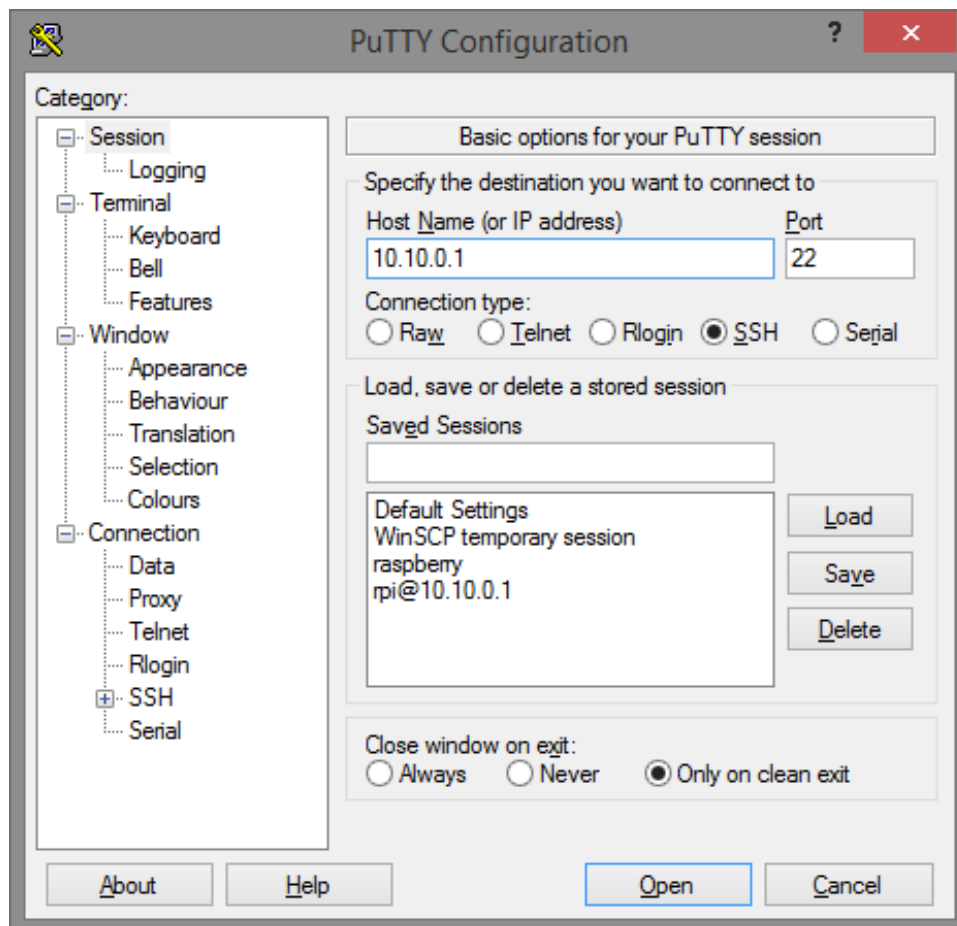 PuTTY Configuration
?
Category:
Session
Logging
Terminal
Keyboard
Bell
Features
Window
Appearance
Behaviour
Translation
Selection
Colours
Connection
Data
Proxy
Telnet
Rlogin
SSH
Serial
Basic options for your PuTTY session
Specify the destination you want to connect to
Host Name (or IP address) Port
10.10.0.1 22
Connection type:
Raw Telnet Rlogin SSH Serial
Load, save or delete a stored session
Saved Sessions
Default Settings
WinSCP temporary session
raspberry
rpi@10.10.0.1
Load
Save
Delete
Close window on exit:
Always Never Only on clean exit
About Help Open Cancel